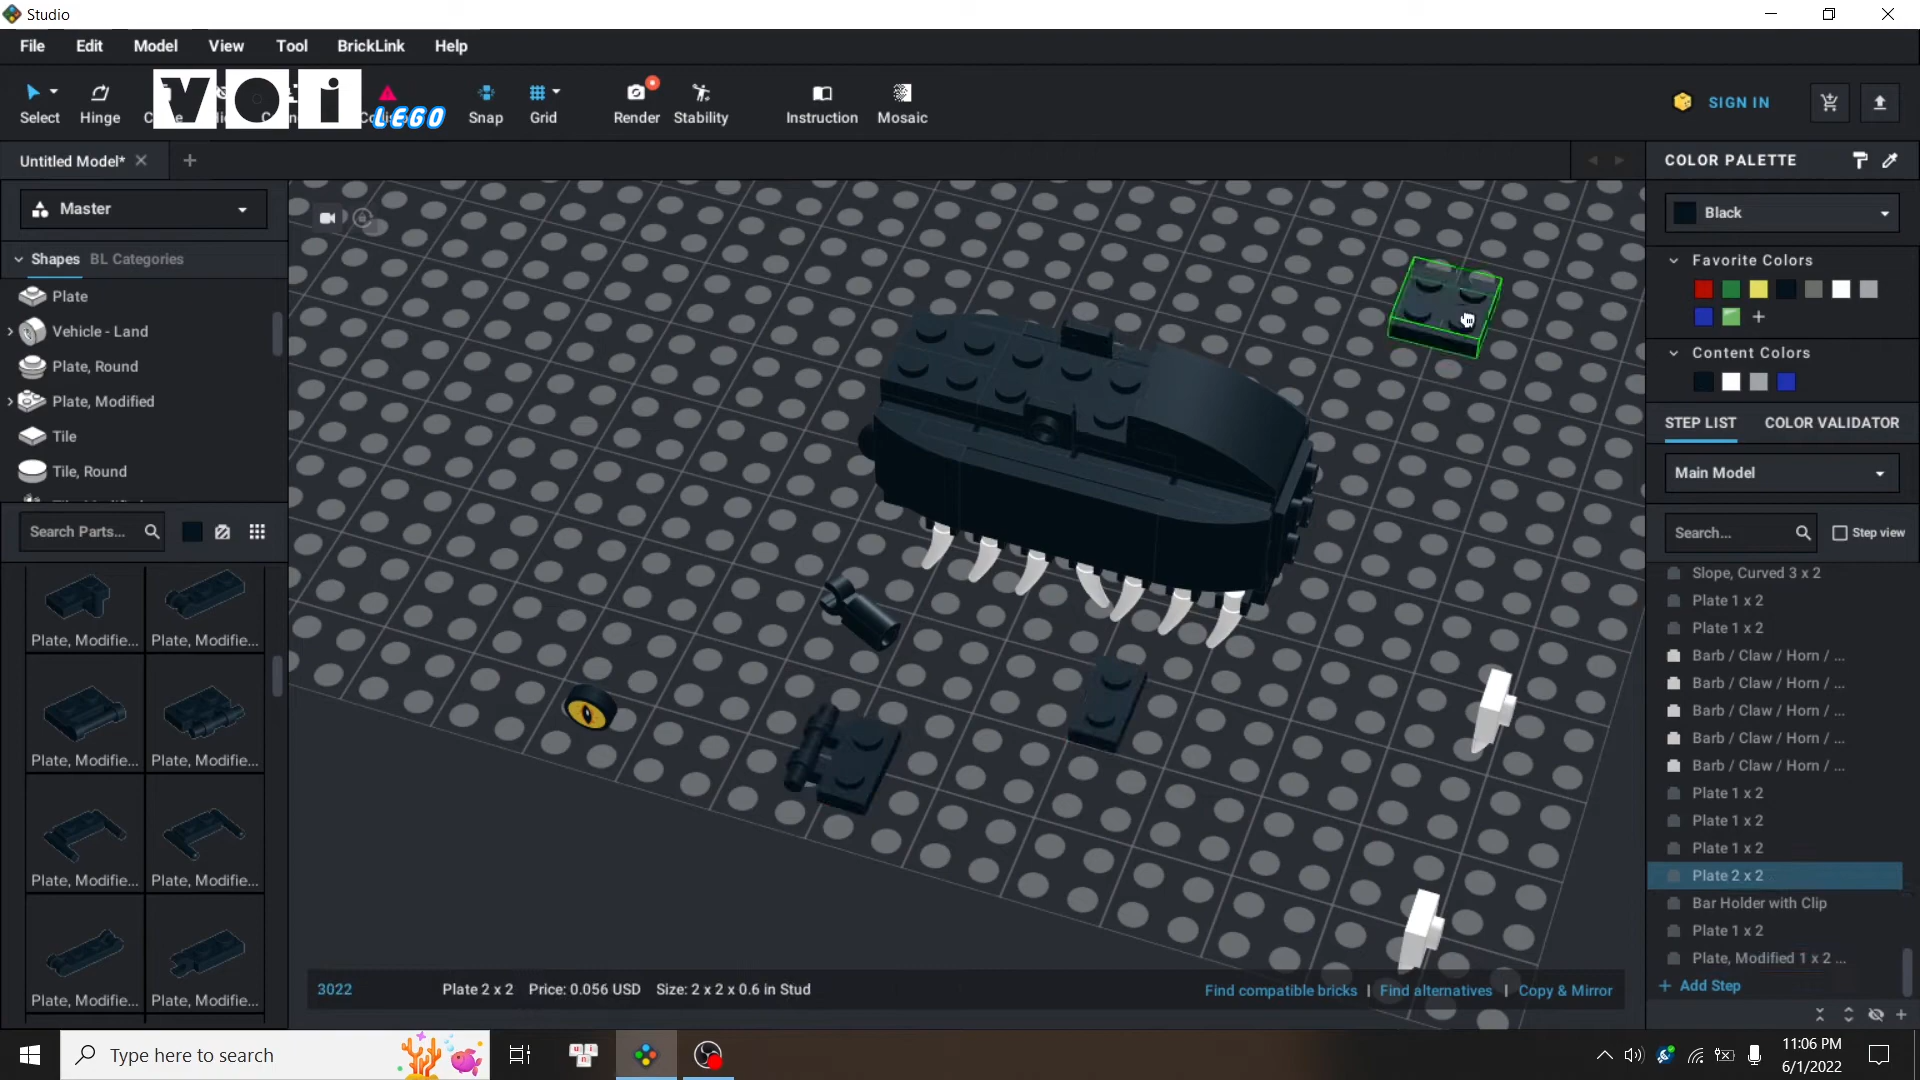 Studio
File Edit Model View Tool BrickLink Help
VOi LEGO
Select Hinge Snap Grid Render Stability Instruction Mosaic
SIGN IN
Untitled Model*
COLOR PALETTE
Master
Black
Shapes BL Categories
Favorite Colors
Plate
Vehicle - Land
Plate, Round
Content Colors
Plate, Modified
STEP LIST COLOR VALIDATOR
Tile
Tile, Round
Main Model
Search Parts...
Search... Step view
Slope, Curved 3 x 2
Plate 1 x 2
Plate 1 x 2
Barb / Claw / Horn / ...
Barb / Claw / Horn / ...
Barb / Claw / Horn / ...
Barb / Claw / Horn / ...
Barb / Claw / Horn / ...
Plate 1 x 2
Plate 1 x 2
Plate 1 x 2
Plate 2 x 2
Bar Holder with Clip
Plate 1 x 2
Plate, Modified 1 x 2 ...
Add Step
Plate, Modifie... Plate, Modifie...
Plate, Modifie... Plate, Modifie...
Plate, Modifie... Plate, Modifie...
Plate, Modifie... Plate, Modifie...
3022 Plate 2 x 2 Price: 0.056 USD Size: 2 x 2 x 0.6 in Stud
Find compatible bricks | Find alternatives | Copy & Mirror
Type here to search
11:06 PM
6/1/2022